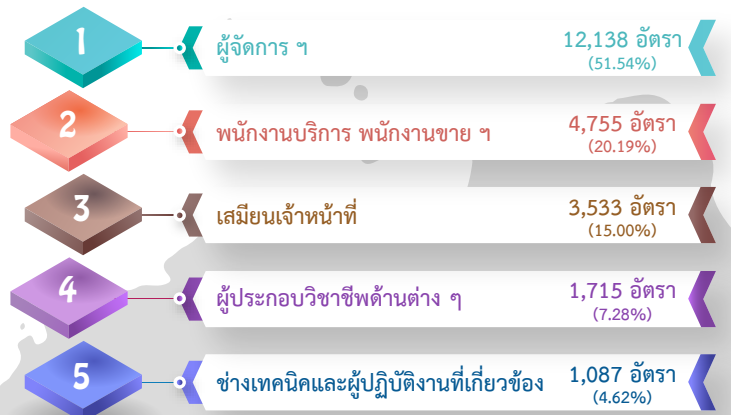 1
ผู้จัดการ ฯ
12,138 อัตรา
(51.54%)
2
พนักงานบริการ พนักงานขาย ฯ
4,755 อัตรา
(20.19%)
3
เสมียนเจ้าหน้าที่
3,533 อัตรา
(15.00%)
4
ผู้ประกอบวิชาชีพด้านต่าง ๆ
1,715 อัตรา
(7.28%)
5
ช่างเทคนิคและผู้ปฏิบัติงานที่เกี่ยวข้อง
1,087 อัตรา
(4.62%)